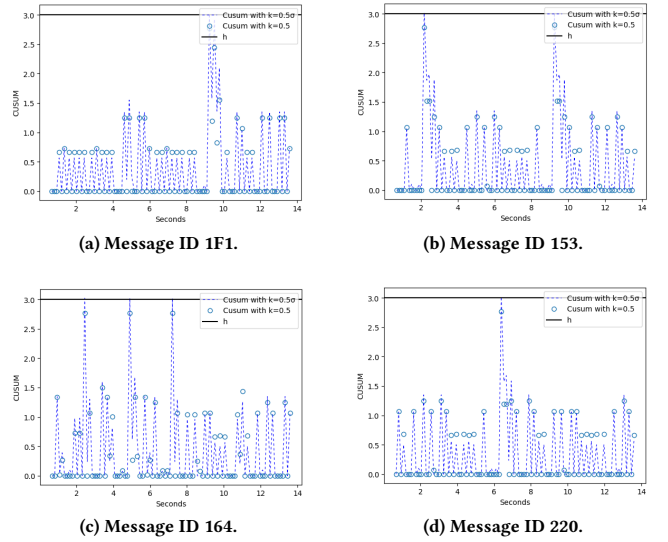 3.0
2.5
2.0
1.5
1.0
0.5
0.0
CUSUM
Cusum with k=0.5σ
Cusum with k=0.5
h
2 4 6 8 10 12 14
Seconds
(a) Message ID 1F1.
3.0
2.5
2.0
1.5
1.0
0.5
0.0
CUSUM
Cusum with k=0.5σ
Cusum with k=0.5
h
2 4 6 8 10 12 14
Seconds
(b) Message ID 153.
3.0
2.5
2.0
1.5
1.0
0.5
0.0
CUSUM
Cusum with k=0.5σ
Cusum with k=0.5
h
2 4 6 8 10 12 14
Seconds
(c) Message ID 164.
3.0
2.5
2.0
1.5
1.0
0.5
0.0
CUSUM
Cusum with k=0.5σ
Cusum with k=0.5
h
2 4 6 8 10 12 14
Seconds
(d) Message ID 220.